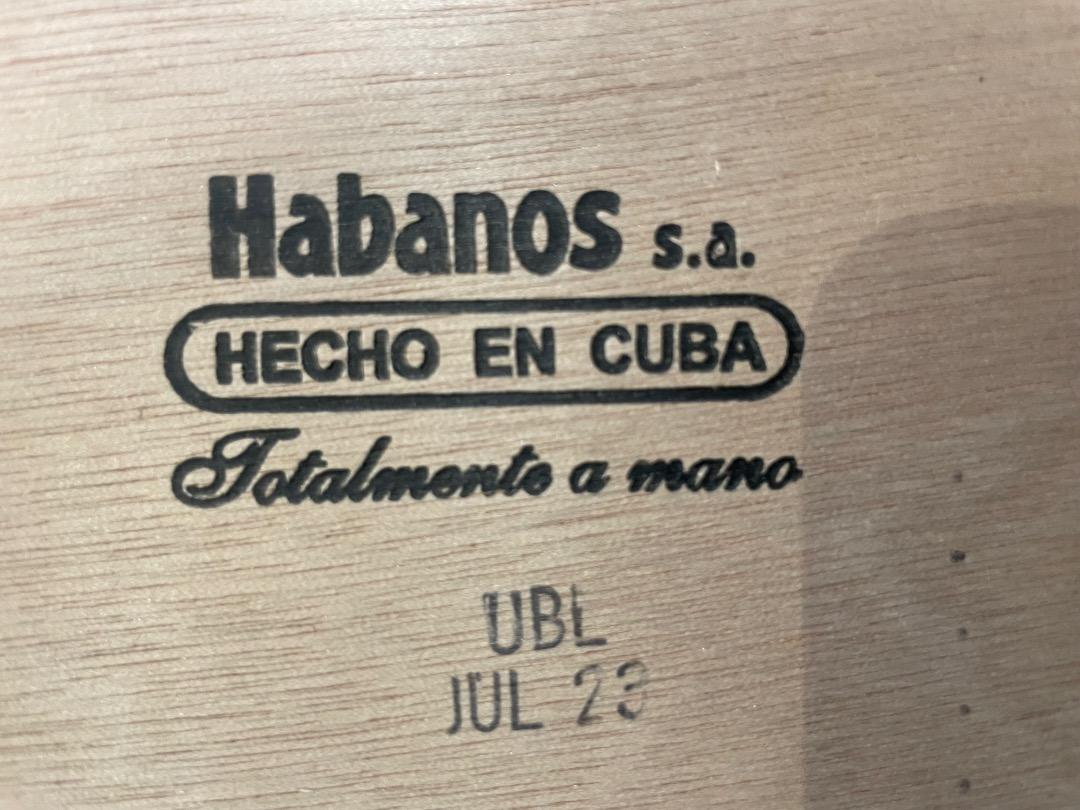 Habanos s.a.
HECHO EN CUBA
Totalmente a mano
UBL
JUL 23